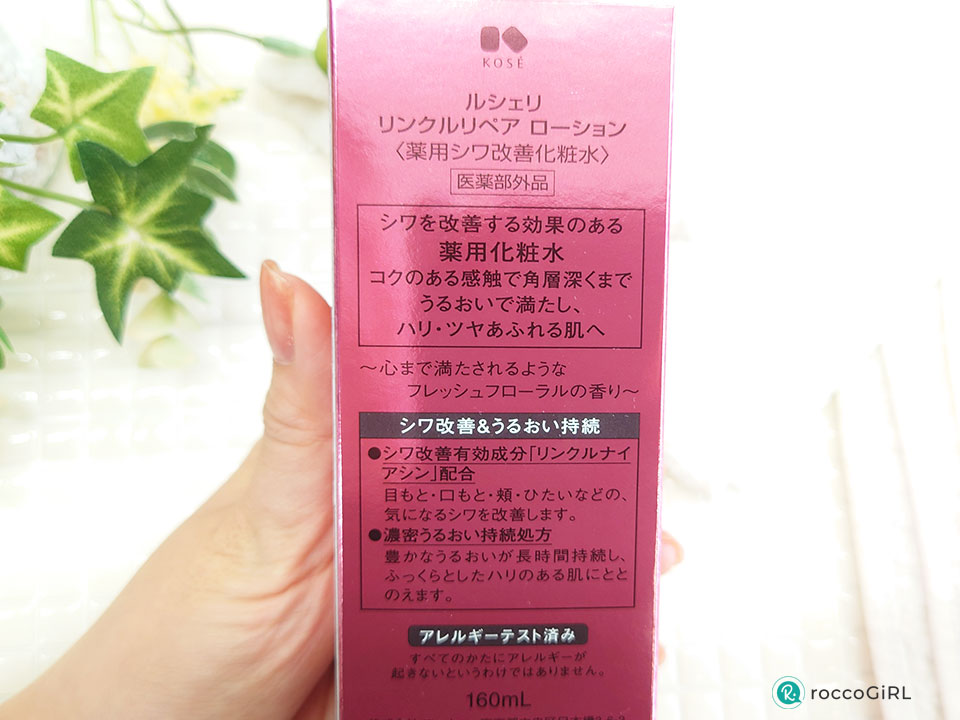 KOSÉ
ルシェリ
リンクルリペア ローション
〈薬用シワ改善化粧水〉
医薬部外品
シワを改善する効果のある
薬用化粧水
コクのある感触で角層深くまで
うるおいで満たし、
ハリ・ツヤあふれる肌へ
～心まで満たされるような
フレッシュフローラルの香り～
シワ改善&うるおい持続
●シワ改善有効成分「リンクルナイ
アシン」配合
目もと・口もと・頬・ひたいなどの、
気になるシワを改善します。
●濃密うるおい持続処方
豊かなうるおいが長時間持続し、
ふっくらとしたハリのある肌にとと
のえます。
アレルギーテスト済み
すべてのかたにアレルギーが
起きないというわけではありません。
160mL
R
roccoGiRL